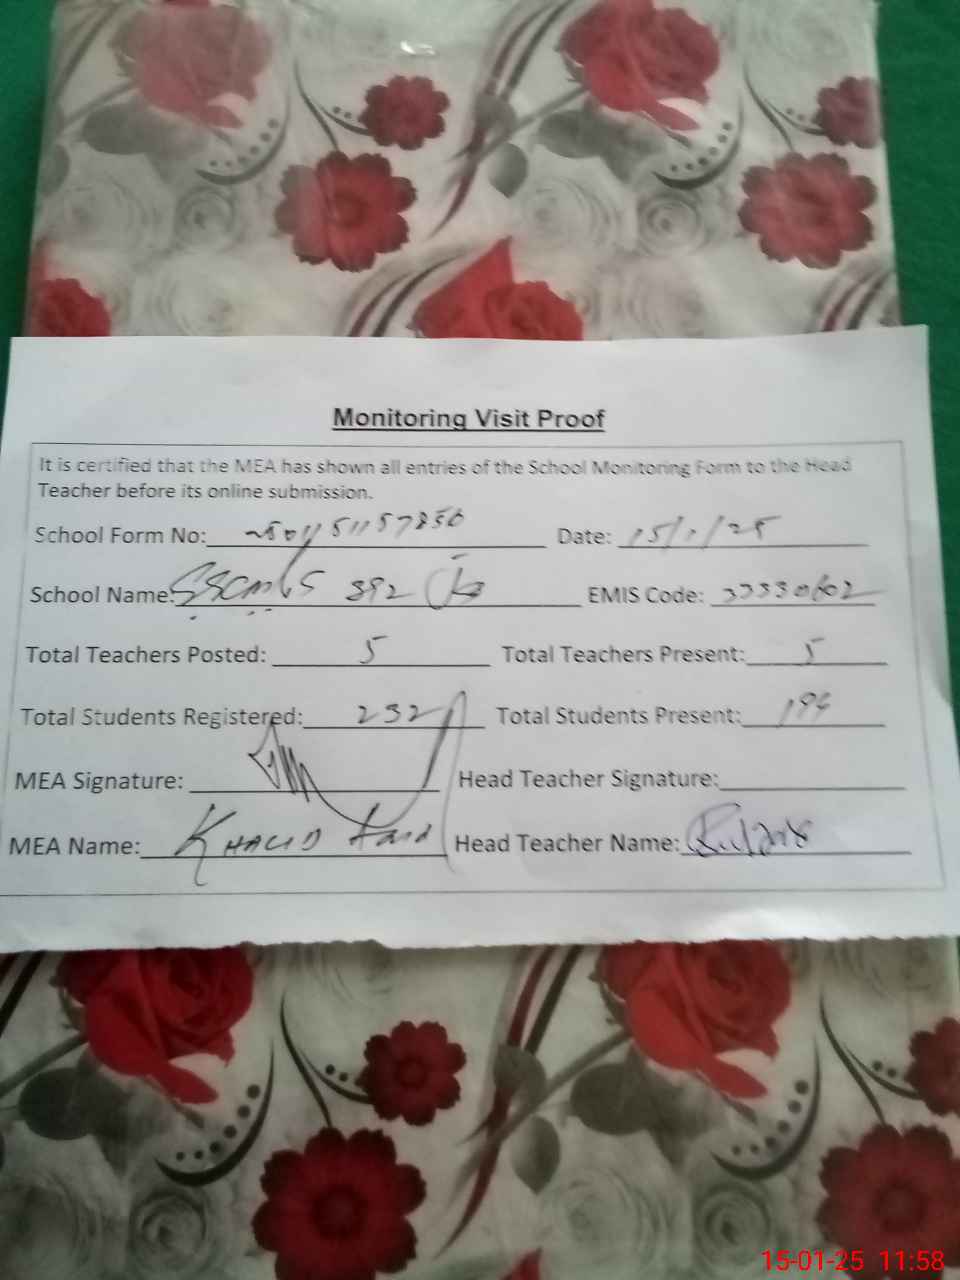 Monitoring Visit Proof
It is certified that the MEA has shown all entries of the School Monitoring Form to the Head
Teacher before its online submission.
School Form No: Date: 15/1/25
School Name: 392 EMIS Code: 33330602
Total Teachers Posted: 5 Total Teachers Present: 5
Total Students Registered: 232 Total Students Present:
MEA Signature: Head Teacher Signature:
MEA Name: KHALID Head Teacher Name:
15-01-25 11:58